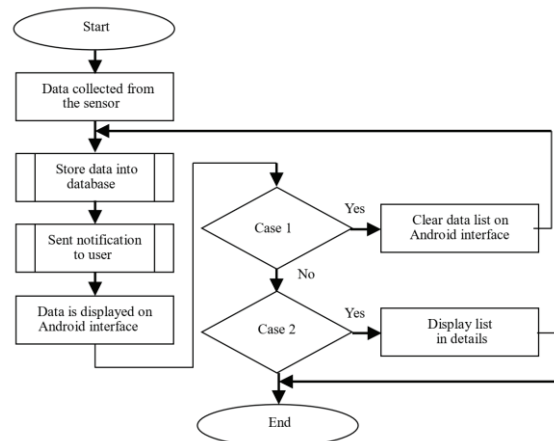 Start
Data collected from
the sensor
Store data into
database
Sent notification
to user
Data is displayed on
Android interface
Case 1
Yes
Clear data list on
Android interface
No
Case 2
Yes
Display list
in details
End